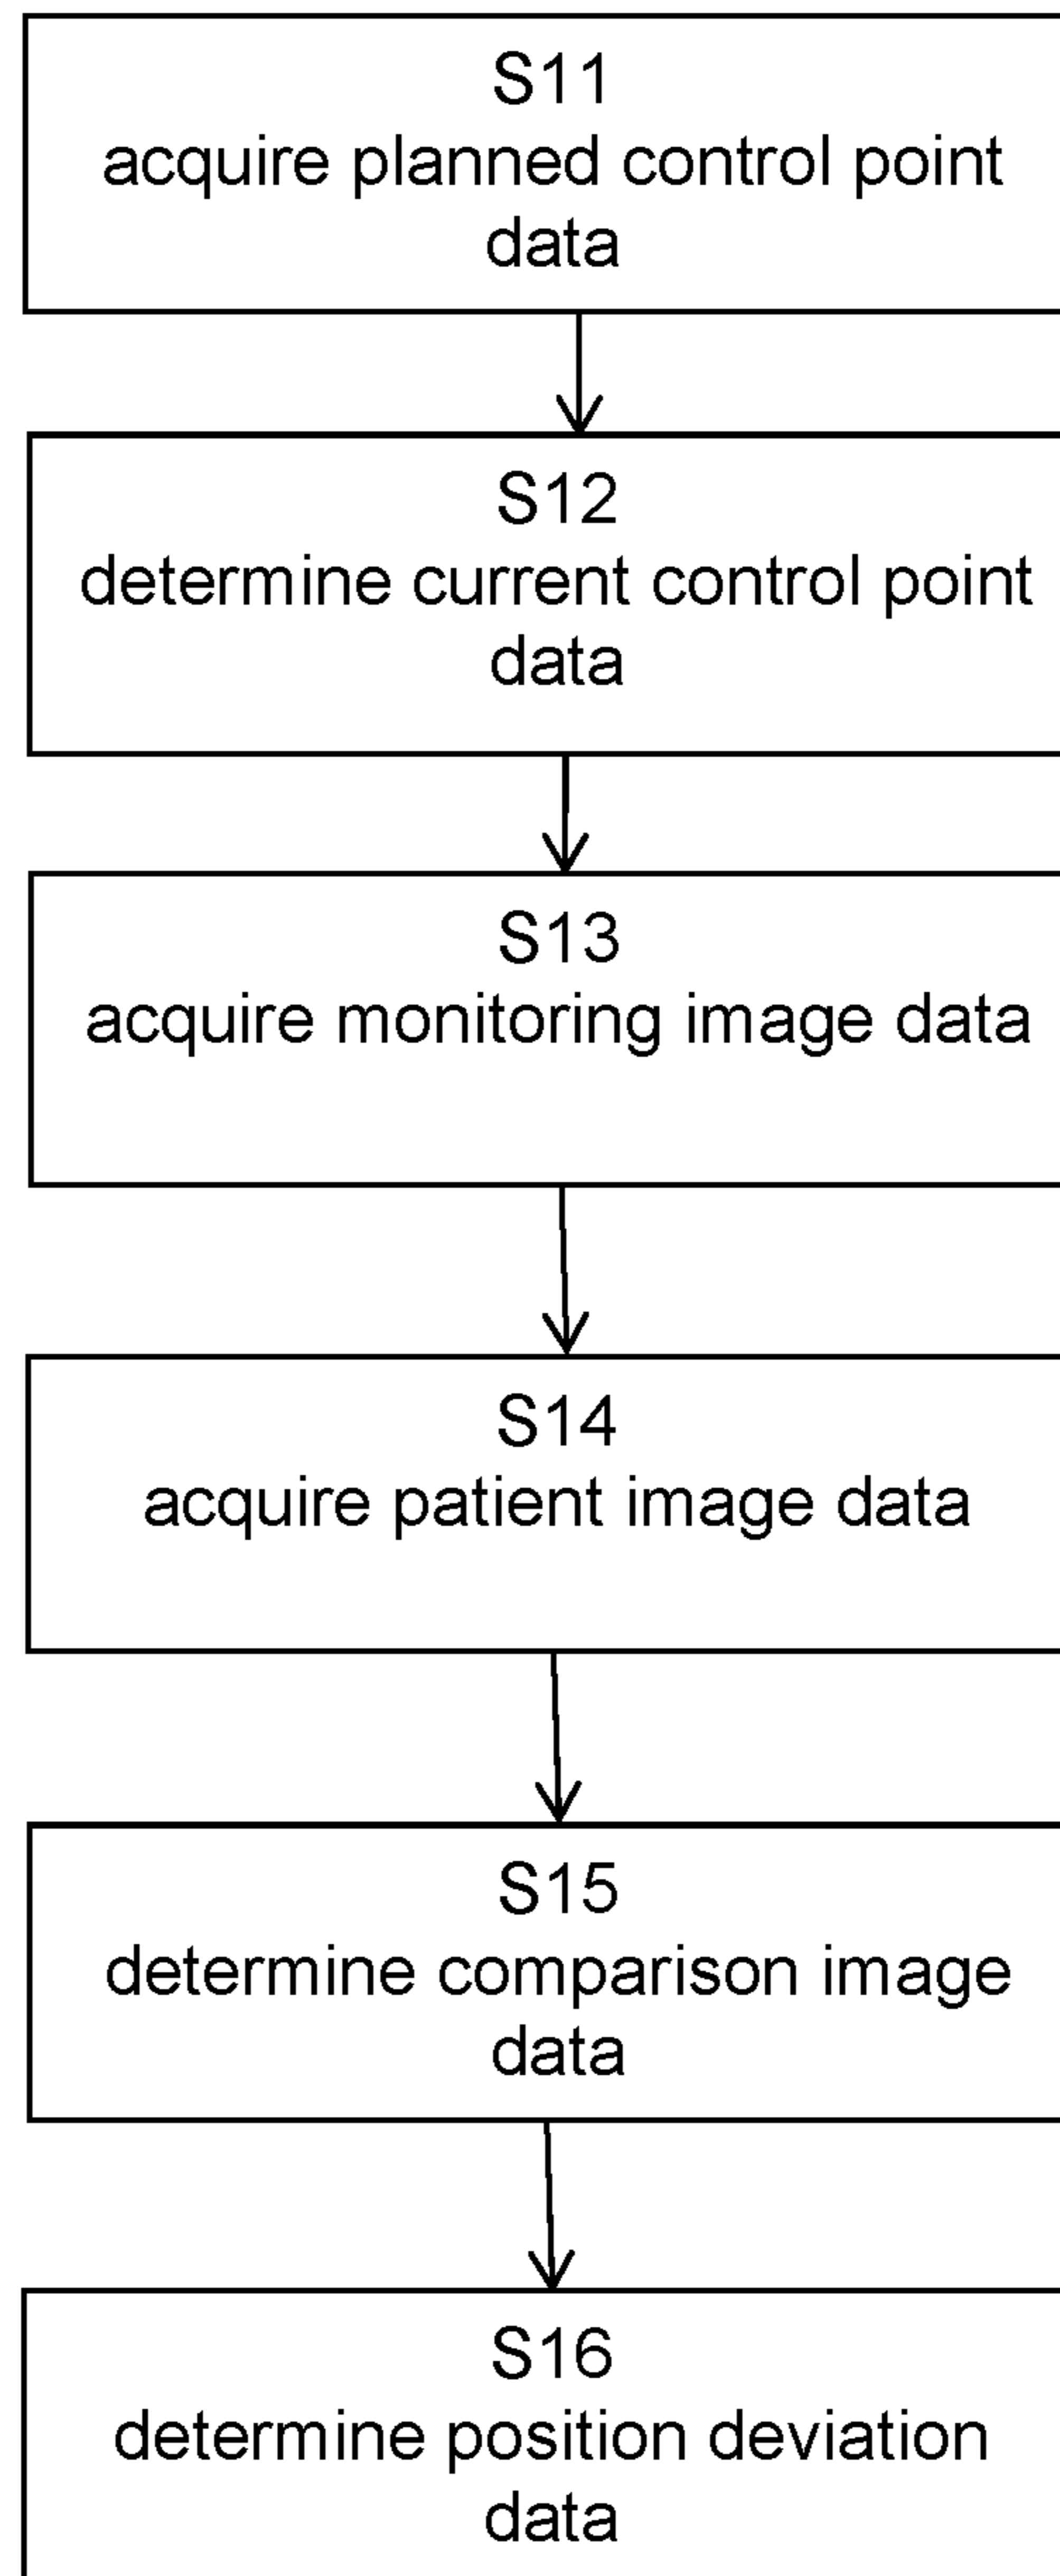 S11
acquire planned control point
data
S12
determine current control point
data
S13
acquire monitoring image data
S14
acquire patient image data
S15
determine comparison image
data
S16
determine position deviation
data